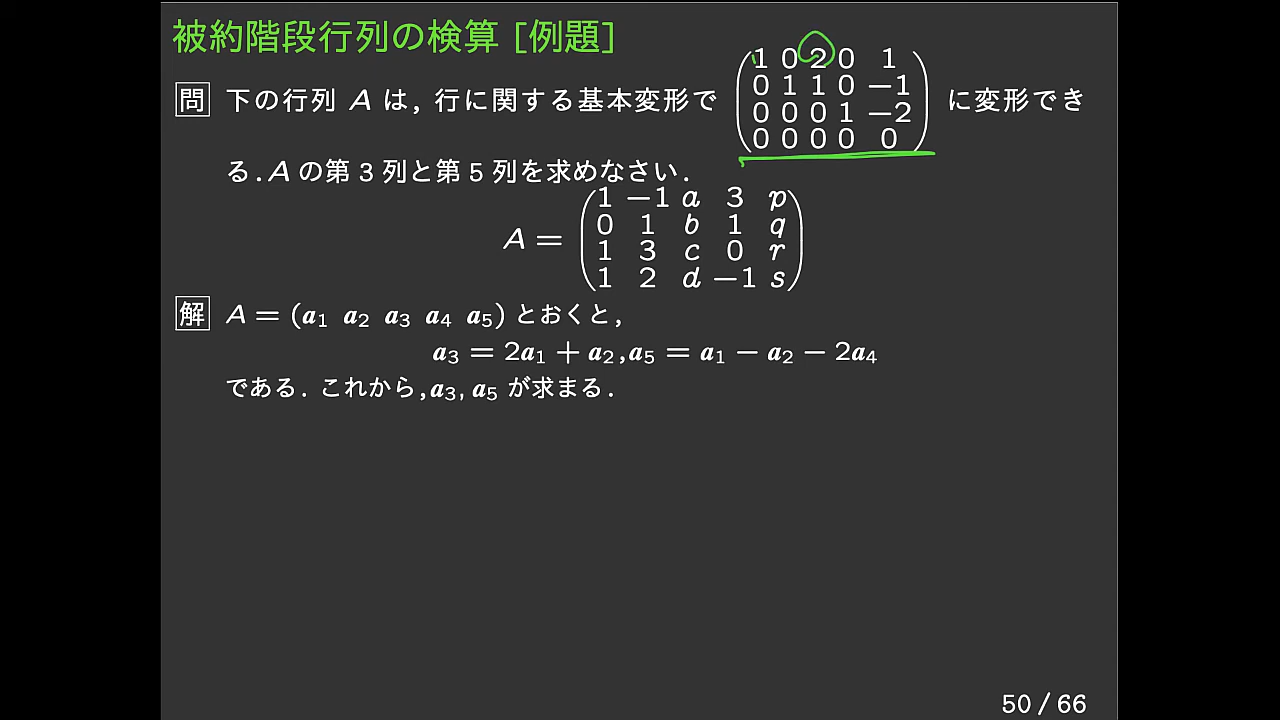 被約階段行列の検算 [例題]
問 下の行列 A は, 行に関する基本変形で
1 0 2 0 1
0 1 1 0 −1
0 0 0 1 −2
0 0 0 0 0
に変形でき
る. A の第 3 列と第 5 列を求めなさい.
A =
1 −1 a 3 p
0 1 b 1 q
1 3 c 0 r
1 2 d −1 s
解 A = (a₁ a₂ a₃ a₄ a₅) とおくと,
a₃ = 2a₁ + a₂, a₅ = a₁ − a₂ − 2a₄
である. これから, a₃, a₅ が求まる.
50 / 66